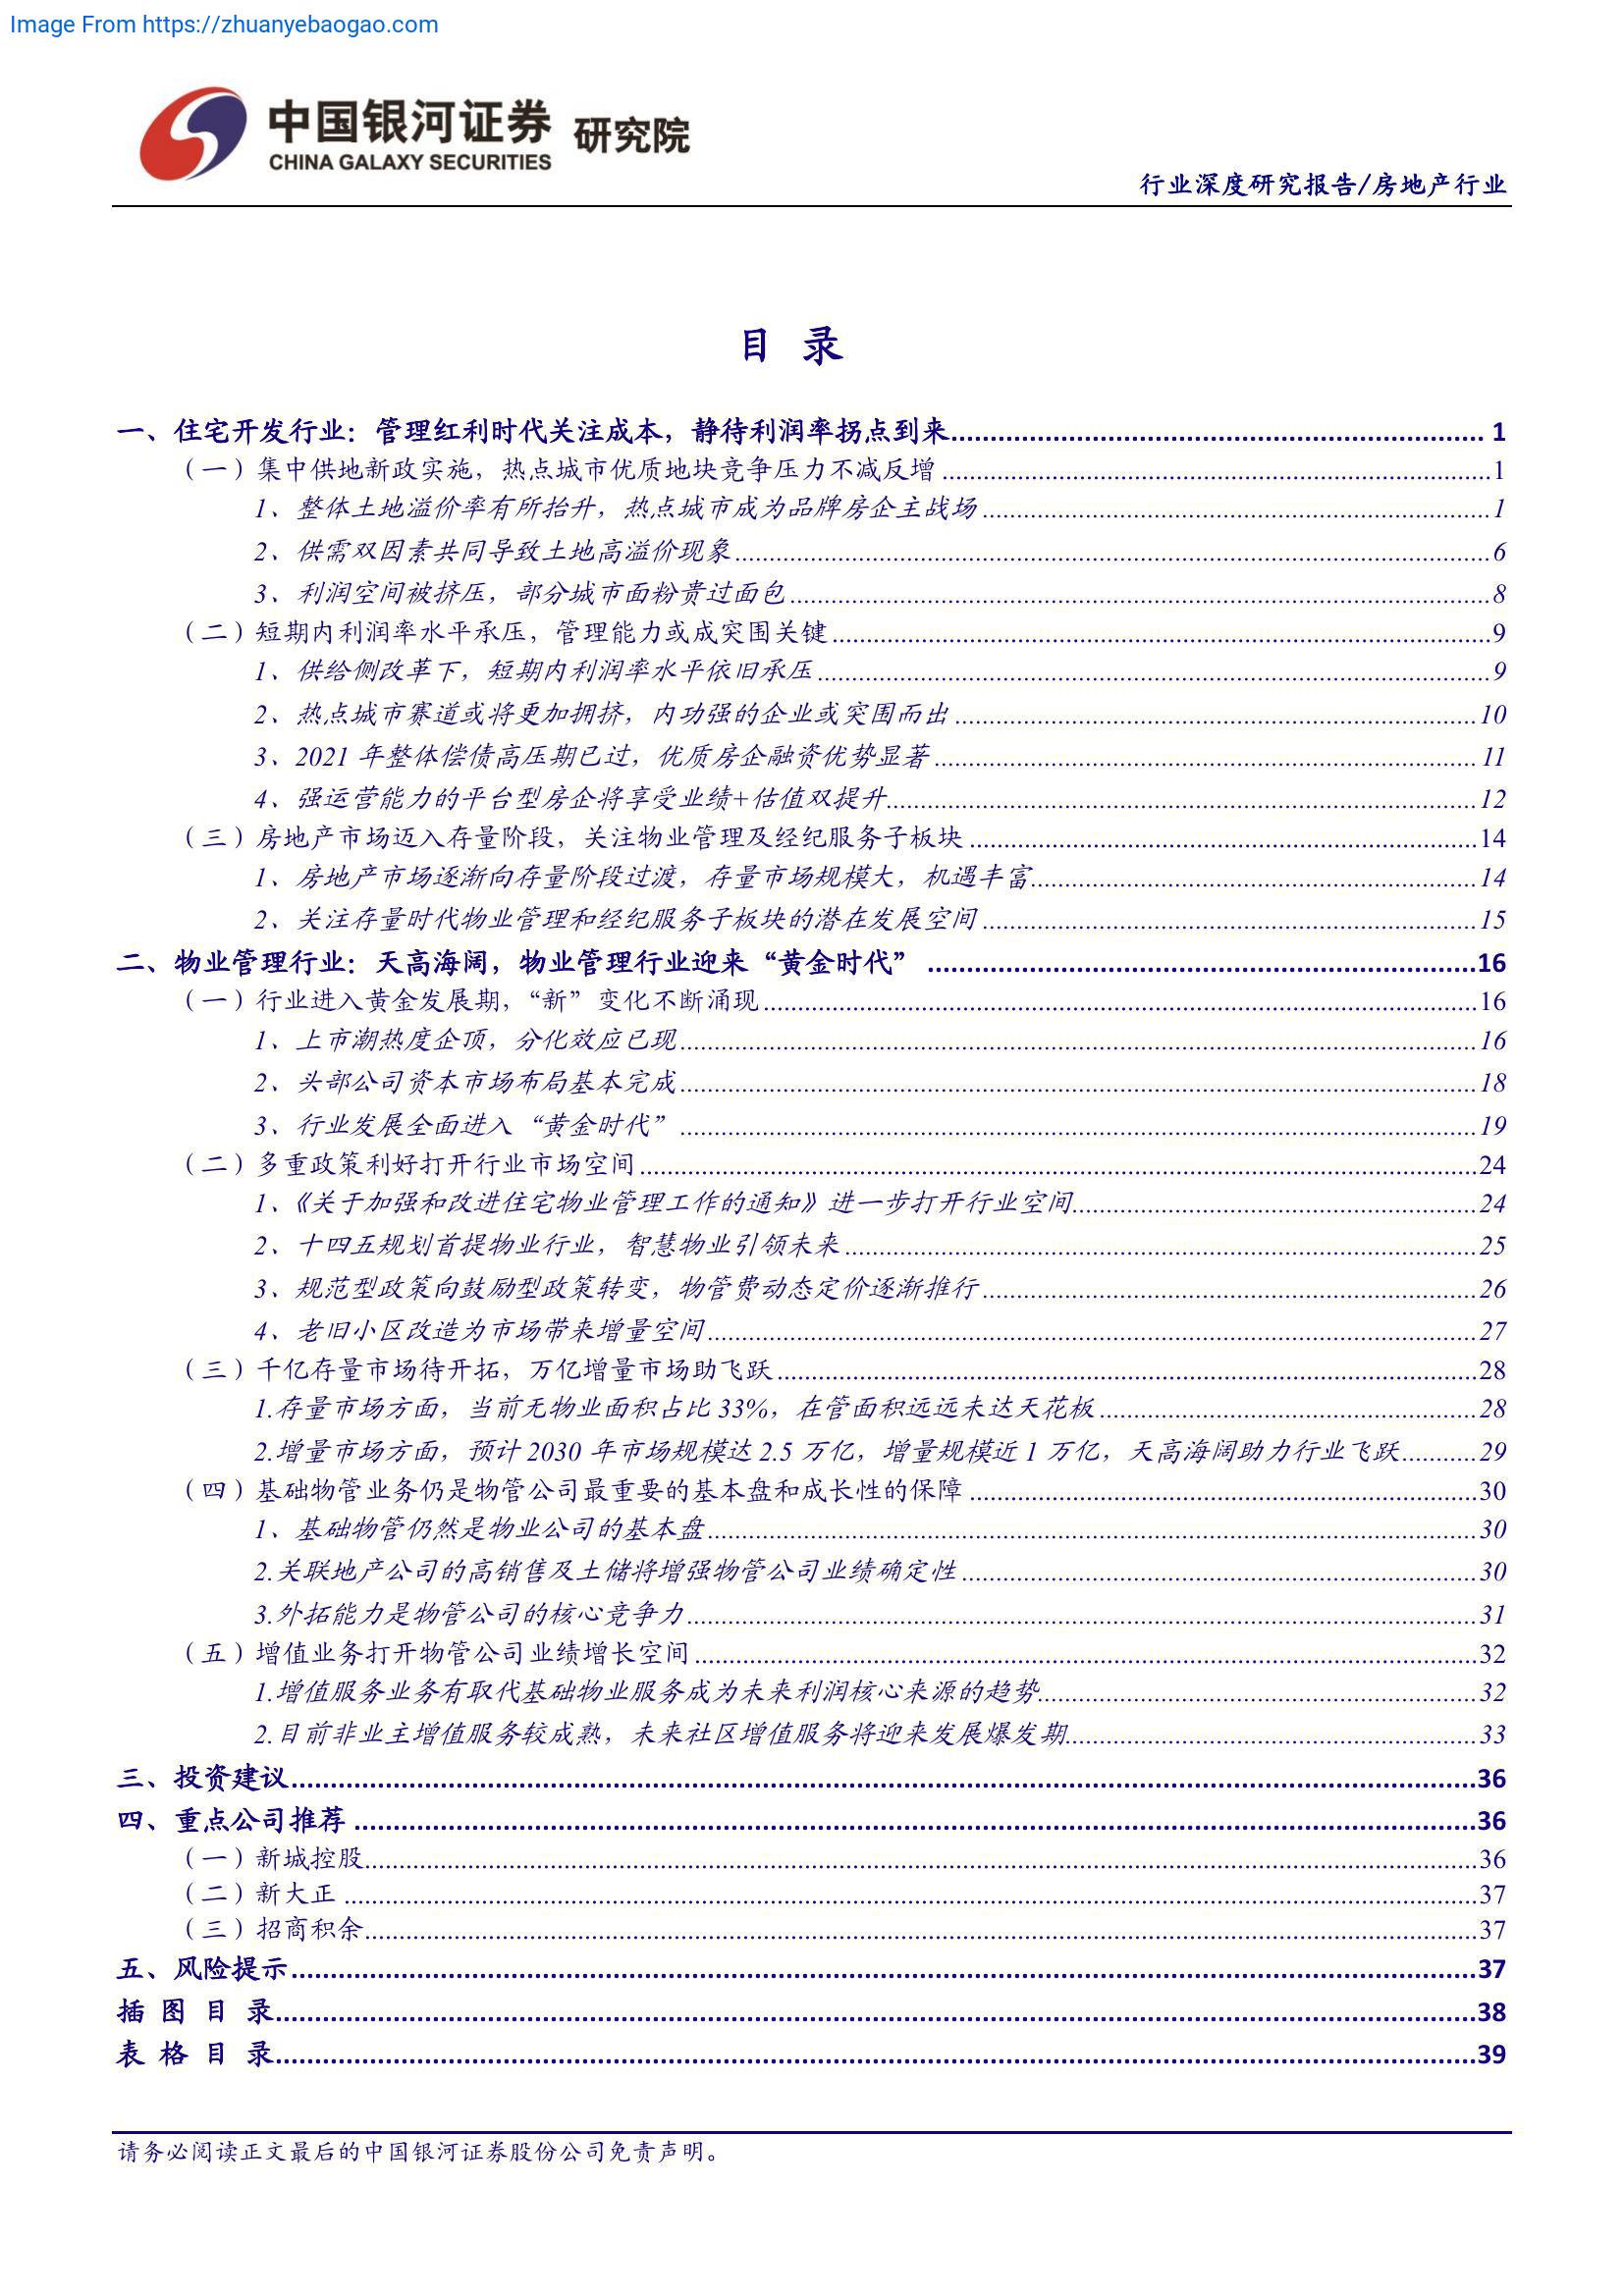 Image From https://zhuanyebaogao.com
中国银河证券 研究院
CHINA GALAXY SECURITIES
行业深度研究报告/房地产行业
目 录
一、住宅开发行业：管理红利时代关注成本，静待利润率拐点到来 1
（一）集中供地新政实施，热点城市优质地块竞争压力不减反增 1
1、整体土地溢价率有所抬升，热点城市成为品牌房企主战场 1
2、供需双因素共同导致土地高溢价现象 6
3、利润空间被挤压，部分城市面粉贵过面包 8
（二）短期内利润率水平承压，管理能力或成突围关键 9
1、供给侧改革下，短期内利润率水平依旧承压 9
2、热点城市赛道或将更加拥挤，内功强的企业或突围而出 10
3、2021 年整体偿债高压期已过，优质房企融资优势显著 11
4、强运营能力的平台型房企将享受业绩+估值双提升 12
（三）房地产市场迈入存量阶段，关注物业管理及经纪服务子板块 14
1、房地产市场逐渐向存量阶段过渡，存量市场规模大，机遇丰富 14
2、关注存量时代物业管理和经纪服务子板块的潜在发展空间 15
二、物业管理行业：天高海阔，物业管理行业迎来“黄金时代” 16
（一）行业进入黄金发展期，“新”变化不断涌现 16
1、上市潮热度企顶，分化效应已现 16
2、头部公司资本市场布局基本完成 18
3、行业发展全面进入“黄金时代” 19
（二）多重政策利好打开行业市场空间 24
1、《关于加强和改进住宅物业管理工作的通知》进一步打开行业空间 24
2、十四五规划首提物业行业，智慧物业引领未来 25
3、规范型政策向鼓励型政策转变，物管费动态定价逐渐推行 26
4、老旧小区改造为市场带来增量空间 27
（三）千亿存量市场待开拓，万亿增量市场助飞跃 28
1.存量市场方面，当前无物业面积占比 33%，在管面积远远未达天花板 28
2.增量市场方面，预计 2030 年市场规模达 2.5 万亿，增量规模近 1 万亿，天高海阔助力行业飞跃 29
（四）基础物管业务仍是物管公司最重要的基本盘和成长性的保障 30
1、基础物管仍然是物业公司的基本盘 30
2.关联地产公司的高销售及土储将增强物管公司业绩确定性 30
3.外拓能力是物管公司的核心竞争力 31
（五）增值业务打开物管公司业绩增长空间 32
1.增值服务业务有取代基础物业服务成为未来利润核心来源的趋势 32
2.目前非业主增值服务较成熟，未来社区增值服务将迎来发展爆发期 33
三、投资建议 36
四、重点公司推荐 36
（一）新城控股 36
（二）新大正 37
（三）招商积余 37
五、风险提示 37
插 图 目 录 38
表 格 目 录 39
请务必阅读正文最后的中国银河证券股份公司免责声明。